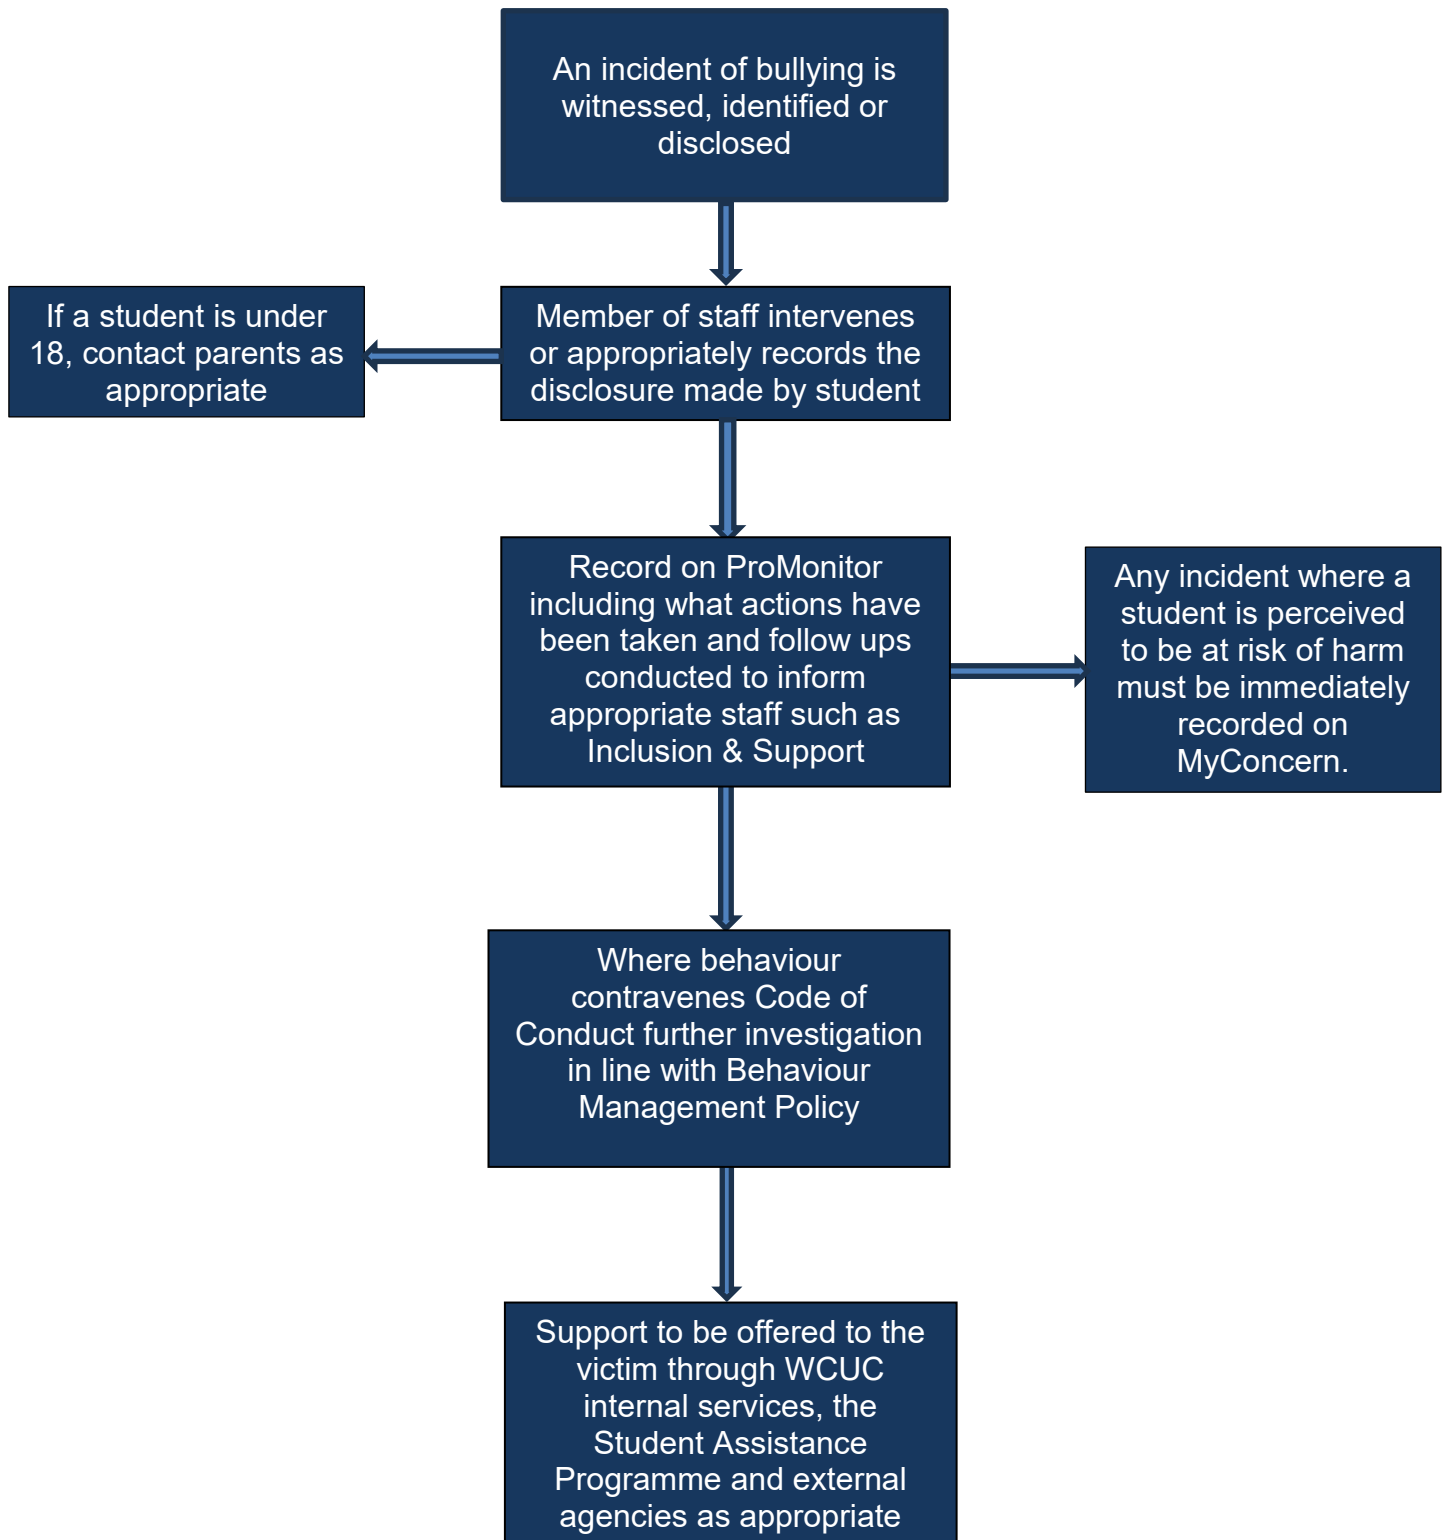 An incident of bullying is
witnessed, identified or
disclosed
If a student is under
18, contact parents as
appropriate
Member of staff intervenes
or appropriately records the
disclosure made by student
Record on ProMonitor
including what actions have
been taken and follow ups
conducted to inform
appropriate staff such as
Inclusion & Support
Any incident where a
student is perceived
to be at risk of harm
must be immediately
recorded on
MyConcern.
Where behaviour
contravenes Code of
Conduct further investigation
in line with Behaviour
Management Policy
Support to be offered to the
victim through WCUC
internal services, the
Student Assistance
Programme and external
agencies as appropriate